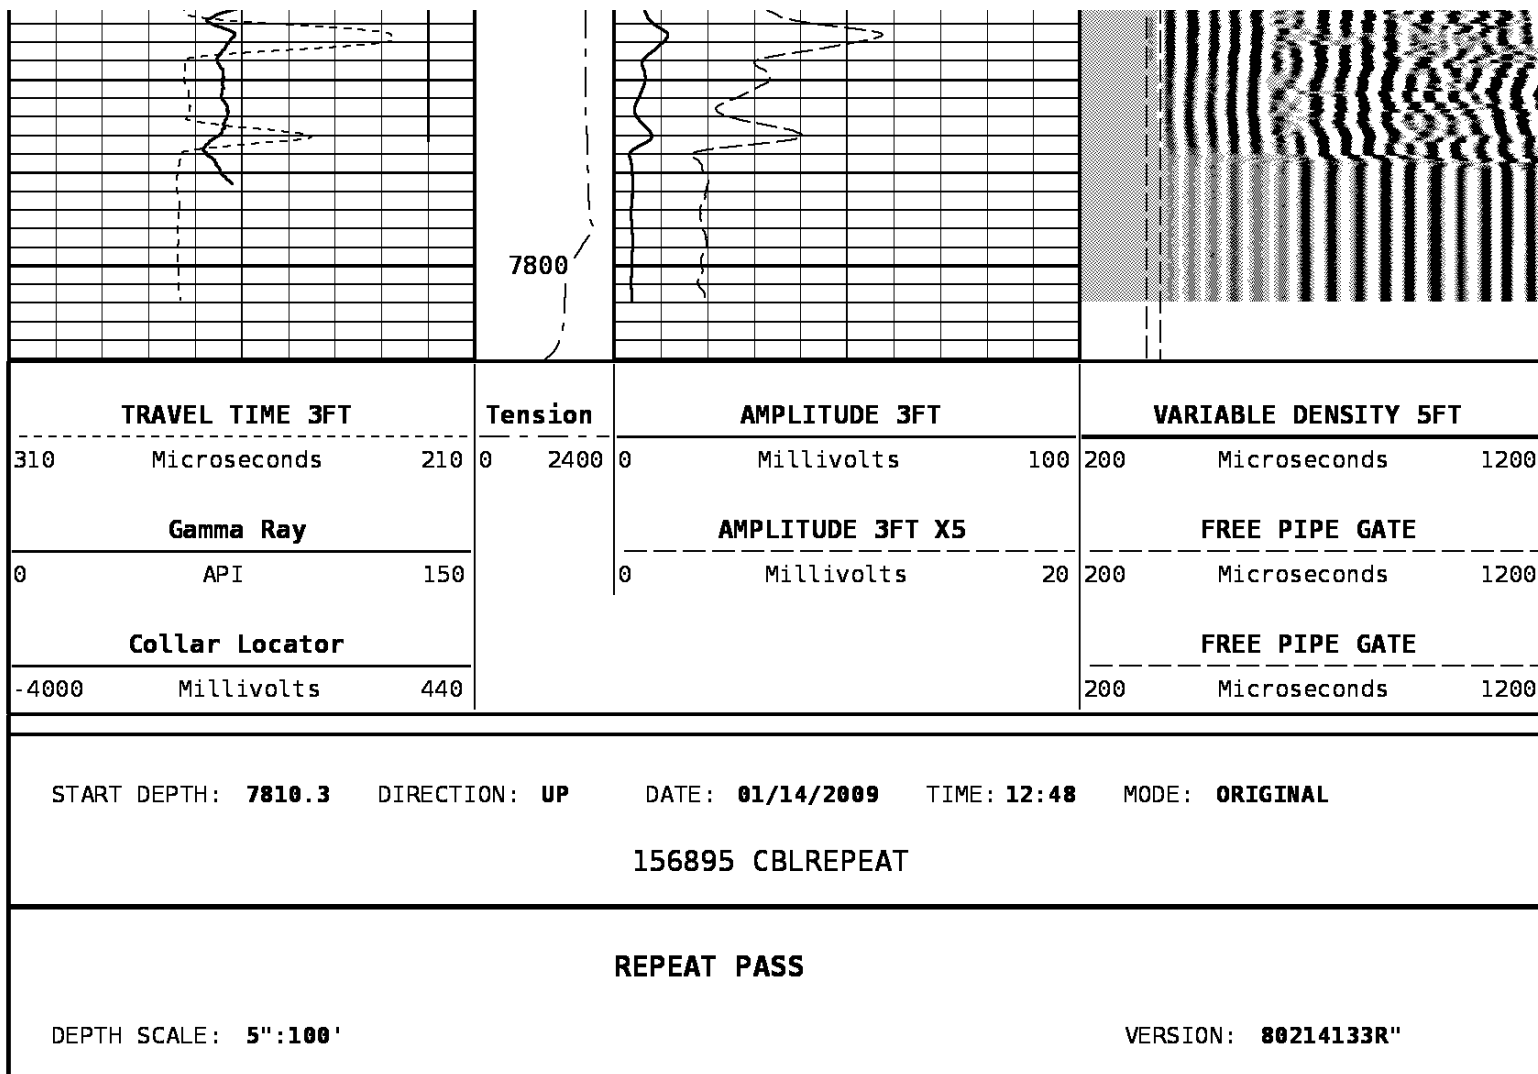 7800
TRAVEL TIME 3FT Tension AMPLITUDE 3FT VARIABLE DENSITY 5FT
310 Microseconds 210 0 2400 0 Millivolts 100 200 Microseconds 1200
Gamma Ray AMPLITUDE 3FT X5 FREE PIPE GATE
0 API 150 0 Millivolts 20 200 Microseconds 1200
Collar Locator FREE PIPE GATE
-4000 Millivolts 440 200 Microseconds 1200
START DEPTH: 7810.3 DIRECTION: UP DATE: 01/14/2009 TIME: 12:48 MODE: ORIGINAL
156895 CBLREPEAT
REPEAT PASS
DEPTH SCALE: 5":100' VERSION: 80214133R"